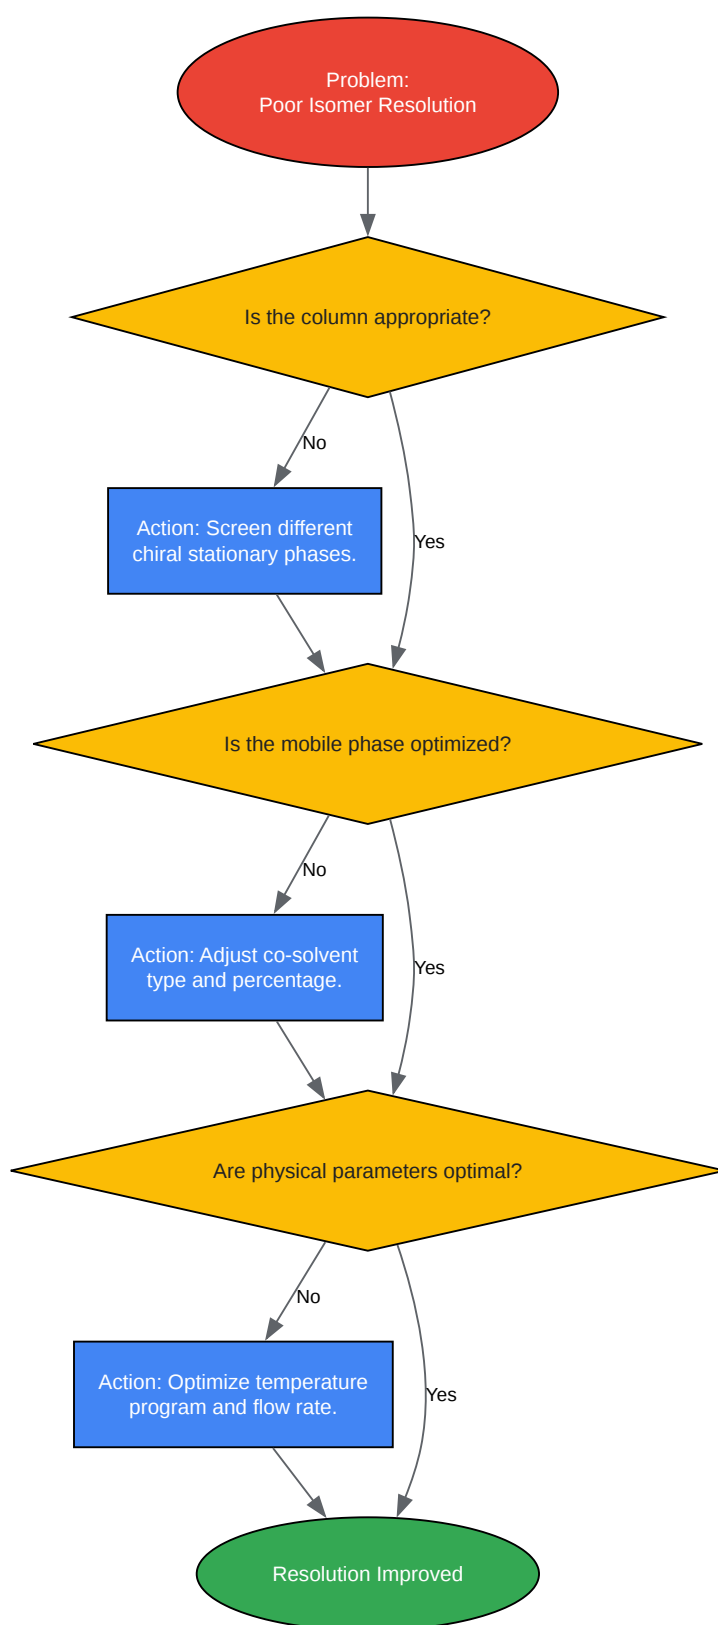 Problem:
Poor Isomer Resolution
Is the column appropriate?
No
Action: Screen different
chiral stationary phases.
Yes
Is the mobile phase optimized?
No
Action: Adjust co-solvent
type and percentage.
Yes
Are physical parameters optimal?
No
Action: Optimize temperature
program and flow rate.
Yes
Resolution Improved